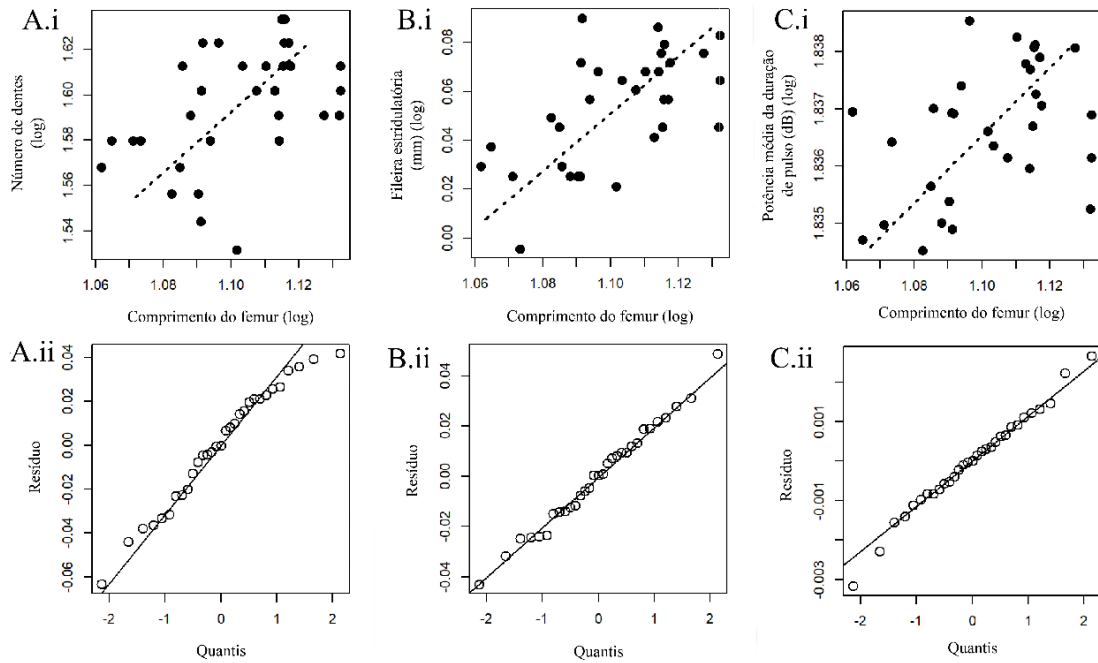 A.i
Número de dentes
(log)
1.54 1.56 1.58 1.60 1.62
1.06 1.08 1.10 1.12
Comprimento do femur (log)
B.i
Fileira estridulatória
(mm) (log)
0.00 0.02 0.04 0.06 0.08
1.06 1.08 1.10 1.12
Comprimento do femur (log)
C.i
Potência média da duração
de pulso (dB) (log)
1.835 1.836 1.837 1.838
1.06 1.08 1.10 1.12
Comprimento do femur (log)
A.ii
Resíduo
-0.06 -0.04 -0.02 0.00 0.02 0.04
-2 -1 0 1 2
Quantis
B.ii
Resíduo
-0.04 -0.02 0.00 0.02 0.04
-2 -1 0 1 2
Quantis
C.ii
Resíduo
-0.003 -0.001 0.001
-2 -1 0 1 2
Quantis